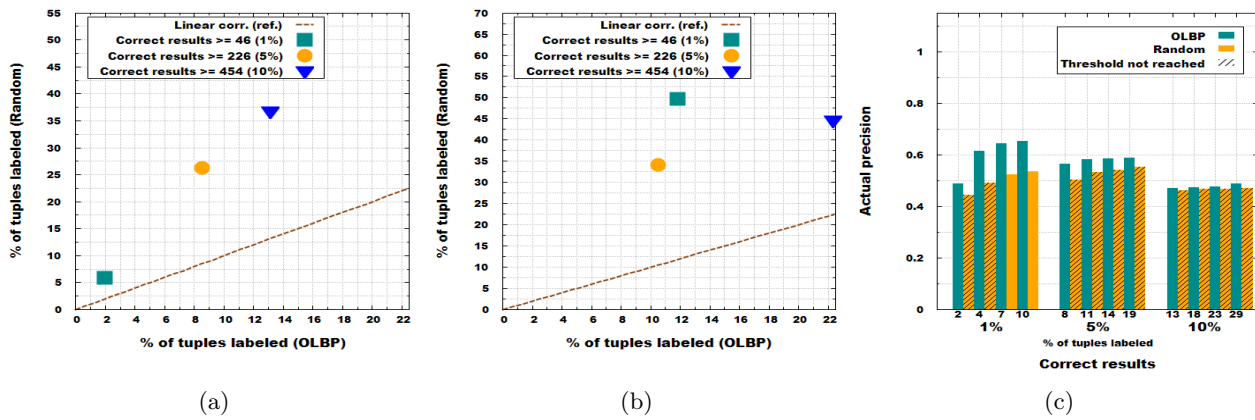 % of tuples labeled (Random)
55
50
45
40
35
30
25
20
15
10
5
0
Linear corr. (ref.)
Correct results >= 46 (1%)
Correct results >= 226 (5%)
Correct results >= 454 (10%)
0 2 4 6 8 10 12 14 16 18 20 22
% of tuples labeled (OLBP)
(a)
% of tuples labeled (Random)
70
65
60
55
50
45
40
35
30
25
20
15
10
5
0
Linear corr. (ref.)
Correct results >= 46 (1%)
Correct results >= 226 (5%)
Correct results >= 454 (10%)
0 2 4 6 8 10 12 14 16 18 20 22
% of tuples labeled (OLBP)
(b)
Actual precision
1
0.8
0.6
0.4
0.2
0
OLBP
Random
Threshold not reached
2 4 7 10 8 11 14 19 13 18 23 29
1% 5% 10%
% of tuples labeled
Correct results
(c)